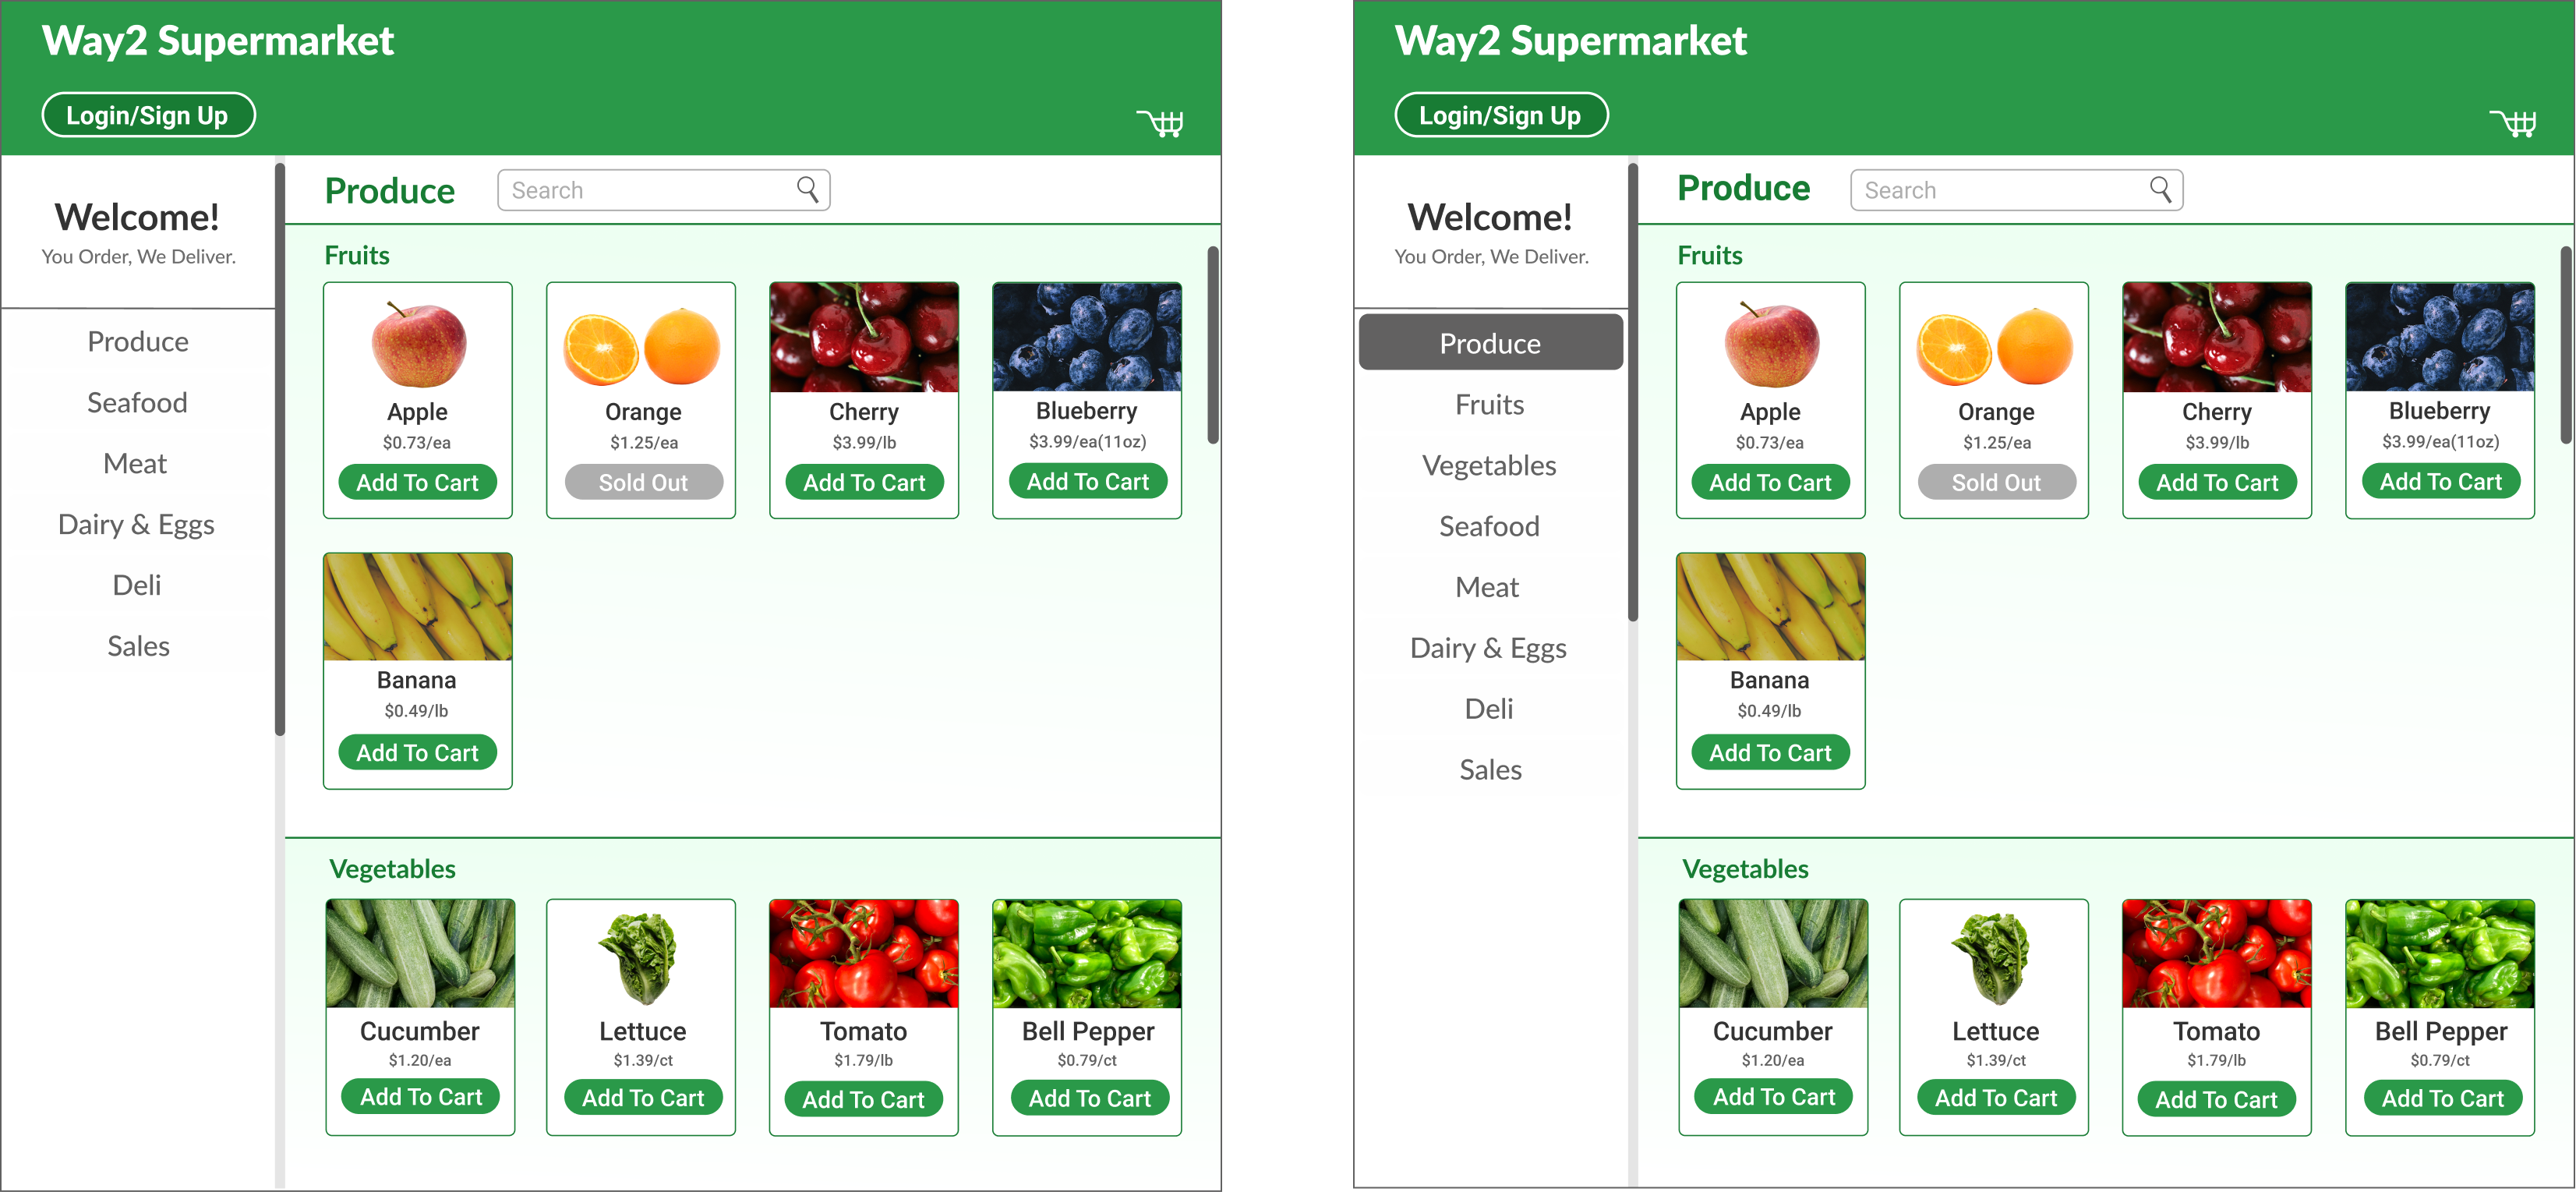 Way2 Supermarket
Login/Sign Up
Welcome!
You Order, We Deliver.
Produce
Seafood
Meat
Dairy & Eggs
Deli
Sales
Produce
Search
Fruits
Apple
$0.73/ea
Add To Cart
Orange
$1.25/ea
Sold Out
Cherry
$3.99/lb
Add To Cart
Blueberry
$3.99/ea(11oz)
Add To Cart
Banana
$0.49/lb
Add To Cart
Vegetables
Cucumber
$1.20/ea
Add To Cart
Lettuce
$1.39/ct
Add To Cart
Tomato
$1.79/lb
Add To Cart
Bell Pepper
$0.79/ct
Add To Cart
Way2 Supermarket
Login/Sign Up
Welcome!
You Order, We Deliver.
Produce
Fruits
Vegetables
Seafood
Meat
Dairy & Eggs
Deli
Sales
Produce
Search
Fruits
Apple
$0.73/ea
Add To Cart
Orange
$1.25/ea
Sold Out
Cherry
$3.99/lb
Add To Cart
Blueberry
$3.99/ea(11oz)
Add To Cart
Banana
$0.49/lb
Add To Cart
Vegetables
Cucumber
$1.20/ea
Add To Cart
Lettuce
$1.39/ct
Add To Cart
Tomato
$1.79/lb
Add To Cart
Bell Pepper
$0.79/ct
Add To Cart